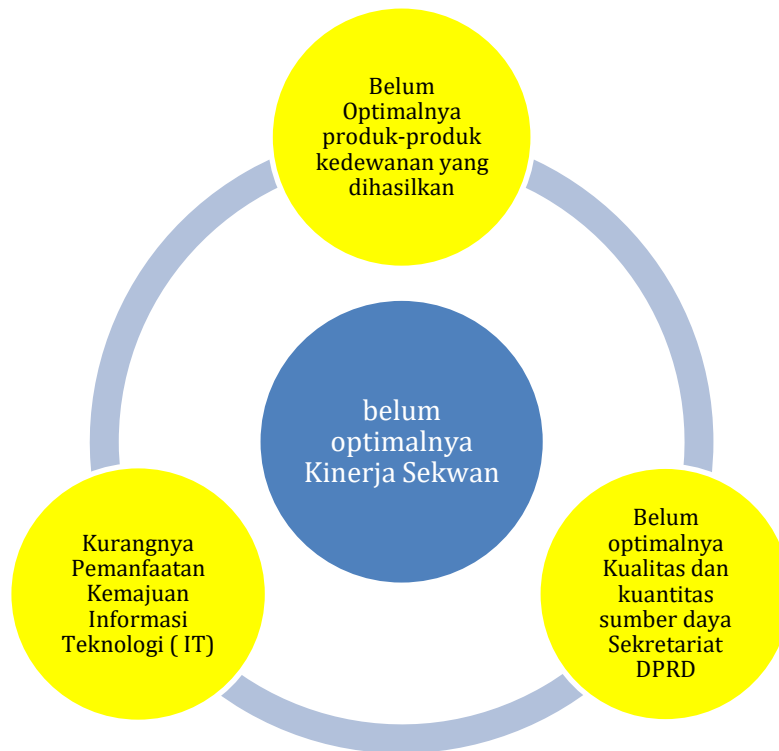 Belum
Optimalnya
produk-produk
kedewanan yang
dihasilkan
belum
optimalnya
Kinerja Sekwan
Kurangnya
Pemanfaatan
Kemajuan
Informasi
Teknologi ( IT)
Belum
optimalnya
Kualitas dan
kuantitas
sumber daya
Sekretariat
DPRD